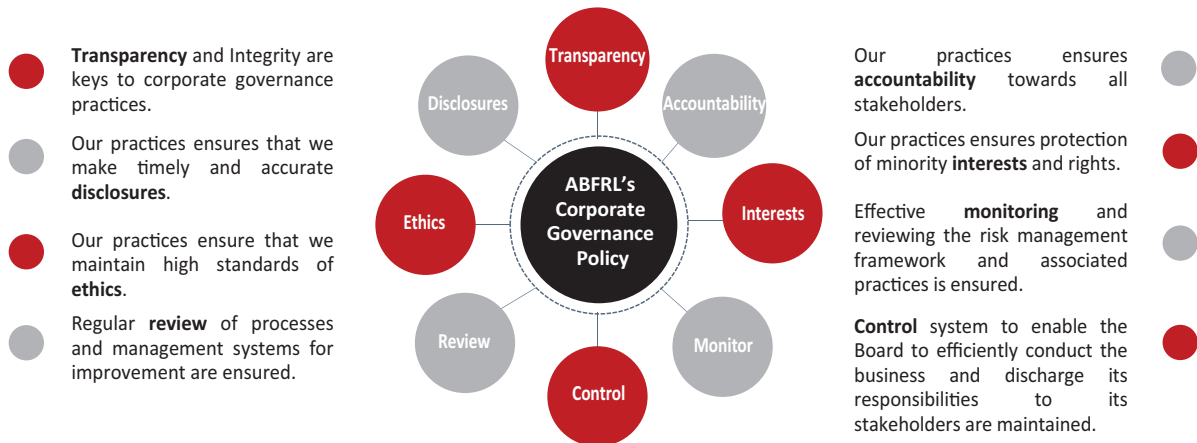 Transparency and Integrity are
keys to corporate governance
practices.
Our practices ensures that we
make timely and accurate
disclosures.
Our practices ensure that we
maintain high standards of
ethics.
Regular review of processes
and management systems for
improvement are ensured.
Transparency
Disclosures
Accountability
Ethics
ABFRL's
Corporate
Governance
Policy
Interests
Review
Monitor
Control
Our practices ensures
accountability towards all
stakeholders.
Our practices ensures protection
of minority interests and rights.
Effective monitoring and
reviewing the risk management
framework and associated
practices is ensured.
Control system to enable the
Board to efficiently conduct the
business and discharge its
responsibilities to its
stakeholders are maintained.